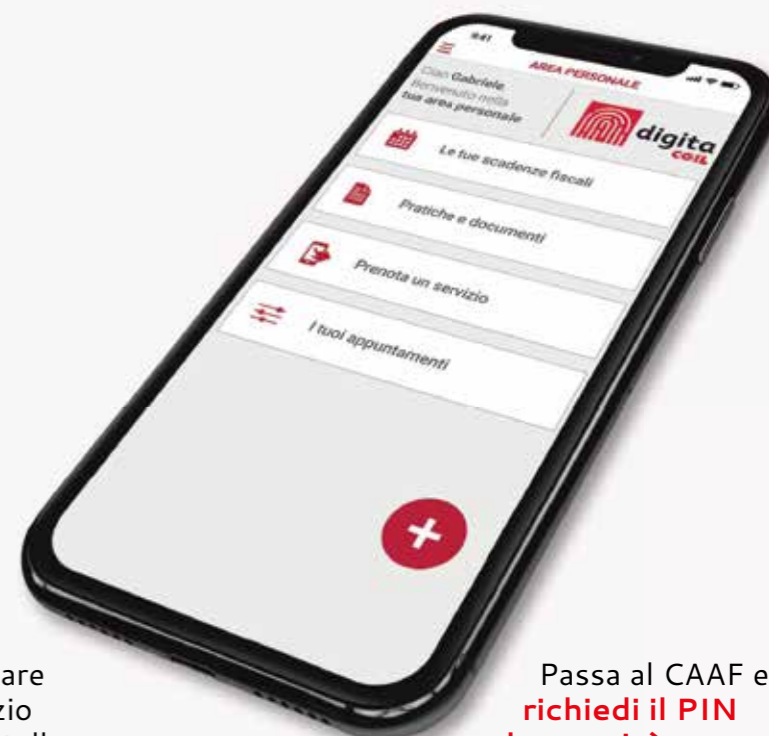 9:41
AREA PERSONALE
Ciao Gabriele
Benvenuto nella
tua area personale
digita
CGIL
Le tue scadenze fiscali
Pratiche e documenti
Prenota un servizio
I tuoi appuntamenti
+
Passa al CAAF e
richiedi il PIN